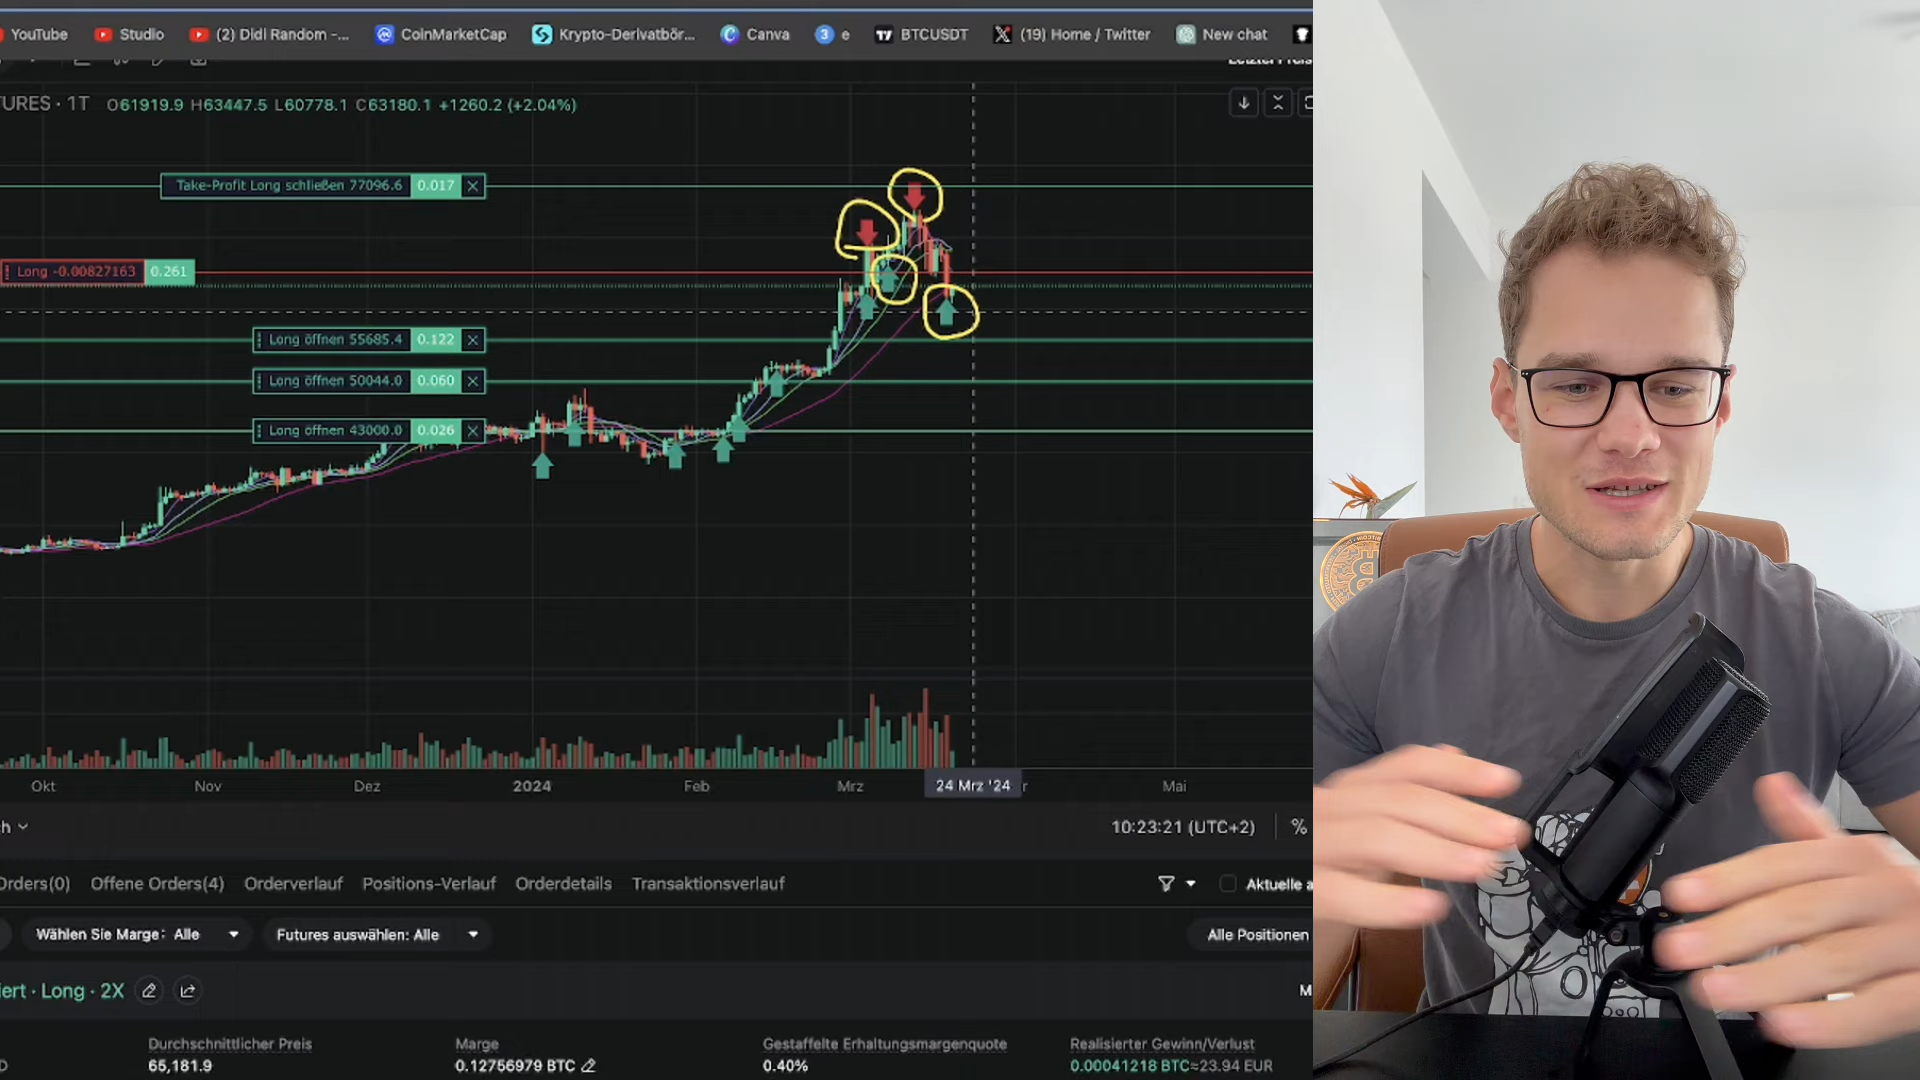 YouTube Studio (2) Didi Random -... CoinMarketCap Krypto-Derivatbör... Canva 3 e BTCUSDT (19) Home / Twitter New chat
URES · 1T O61919.9 H63447.5 L60778.1 C63180.1 +1260.2 (+2.04%)
Take-Profit Long schließen 77096.6 0.017
Long -0.00827163 0.261
Long öffnen 55685.4 0.122
Long öffnen 50044.0 0.060
Long öffnen 43000.0 0.026
Okt Nov Dez 2024 Feb Mrz 24 Mrz '24 r Mai
h 10:23:21 (UTC+2) %
Orders(0) Offene Orders(4) Orderverlauf Positions-Verlauf Orderdetails Transaktionsverlauf Aktuelle a
Wählen Sie Marge: Alle Futures auswählen: Alle Alle Positionen
iert · Long · 2X M
Durchschnittlicher Preis Marge Gestaffelte Erhaltungsmargenquote Realisierter Gewinn/Verlust
D 65,181.9 0.12756979 BTC 0.40% 0.00041218 BTC≈23.94 EUR